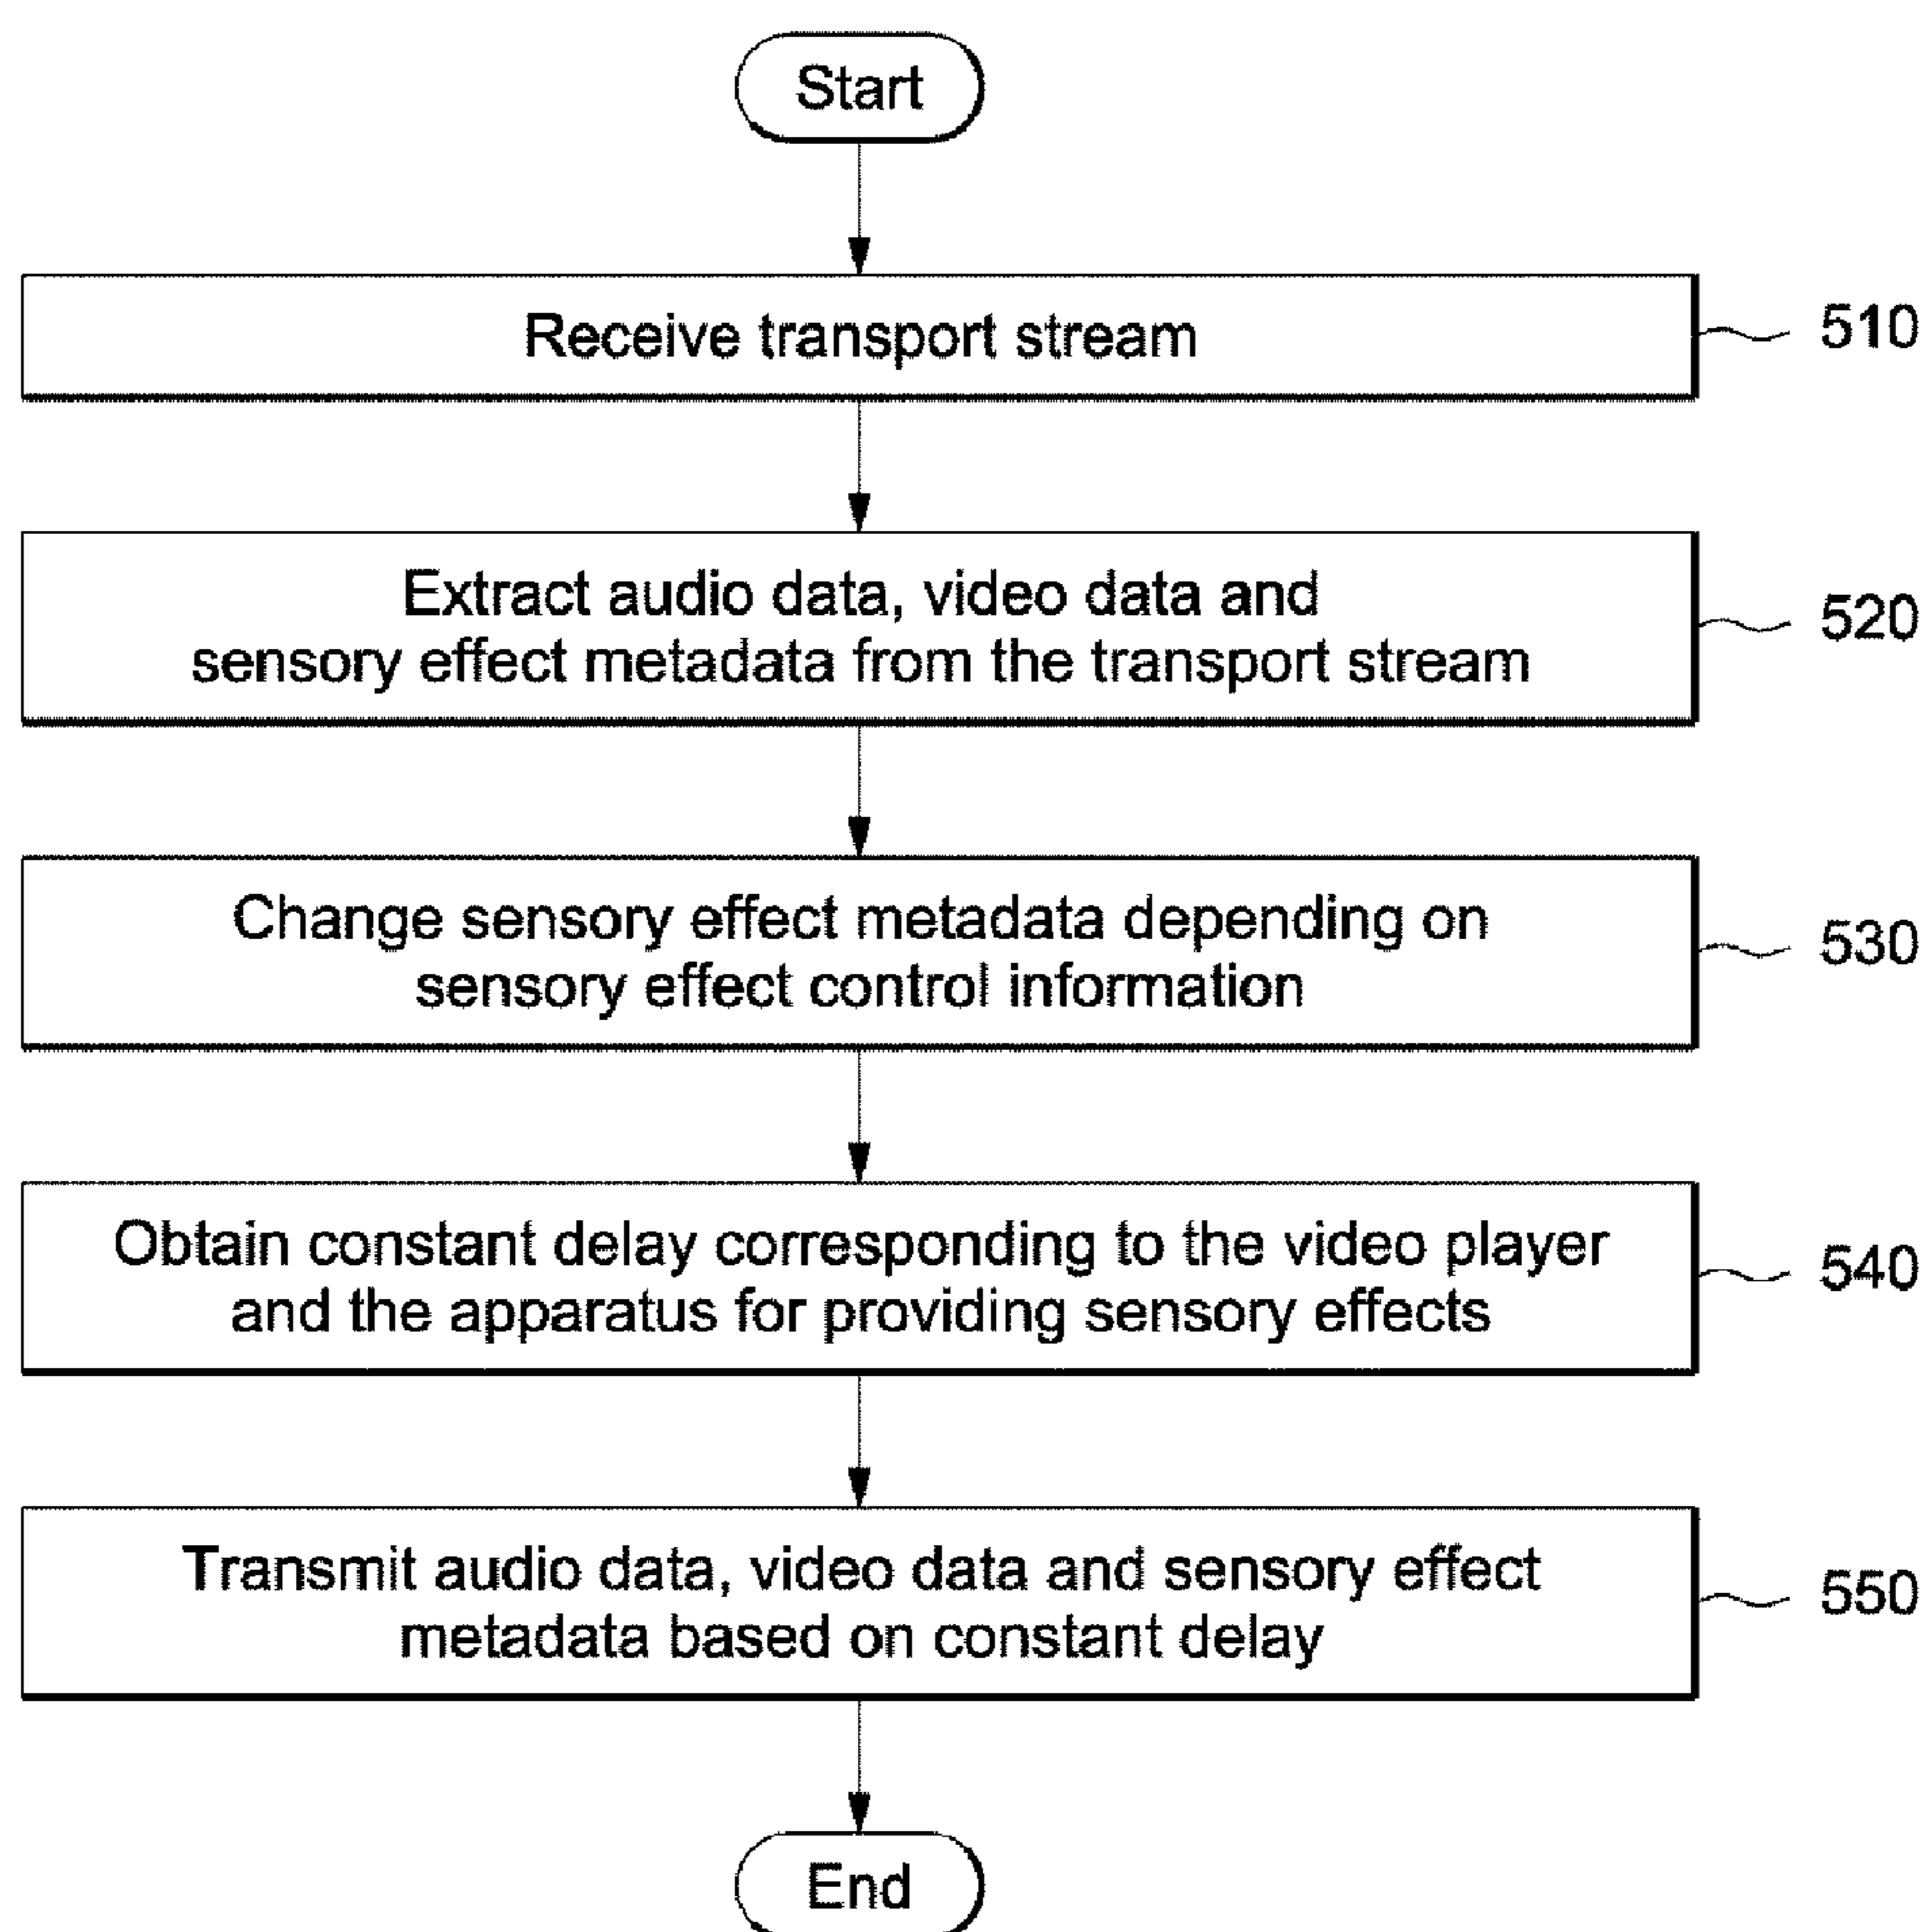 Start
Receive transport stream
510
Extract audio data, video data and
sensory effect metadata from the transport stream
520
Change sensory effect metadata depending on
sensory effect control information
530
Obtain constant delay corresponding to the video player
and the apparatus for providing sensory effects
540
Transmit audio data, video data and sensory effect
metadata based on constant delay
550
End